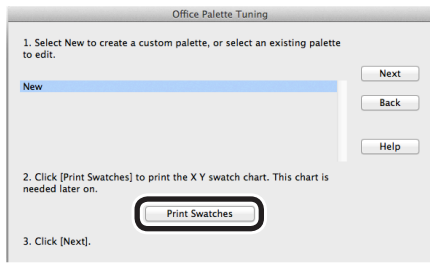 Office Palette Tuning
1. Select New to create a custom palette, or select an existing palette
to edit.
Next
New
Back
Help
2. Click [Print Swatches] to print the X Y swatch chart. This chart is
needed later on.
Print Swatches
3. Click [Next].